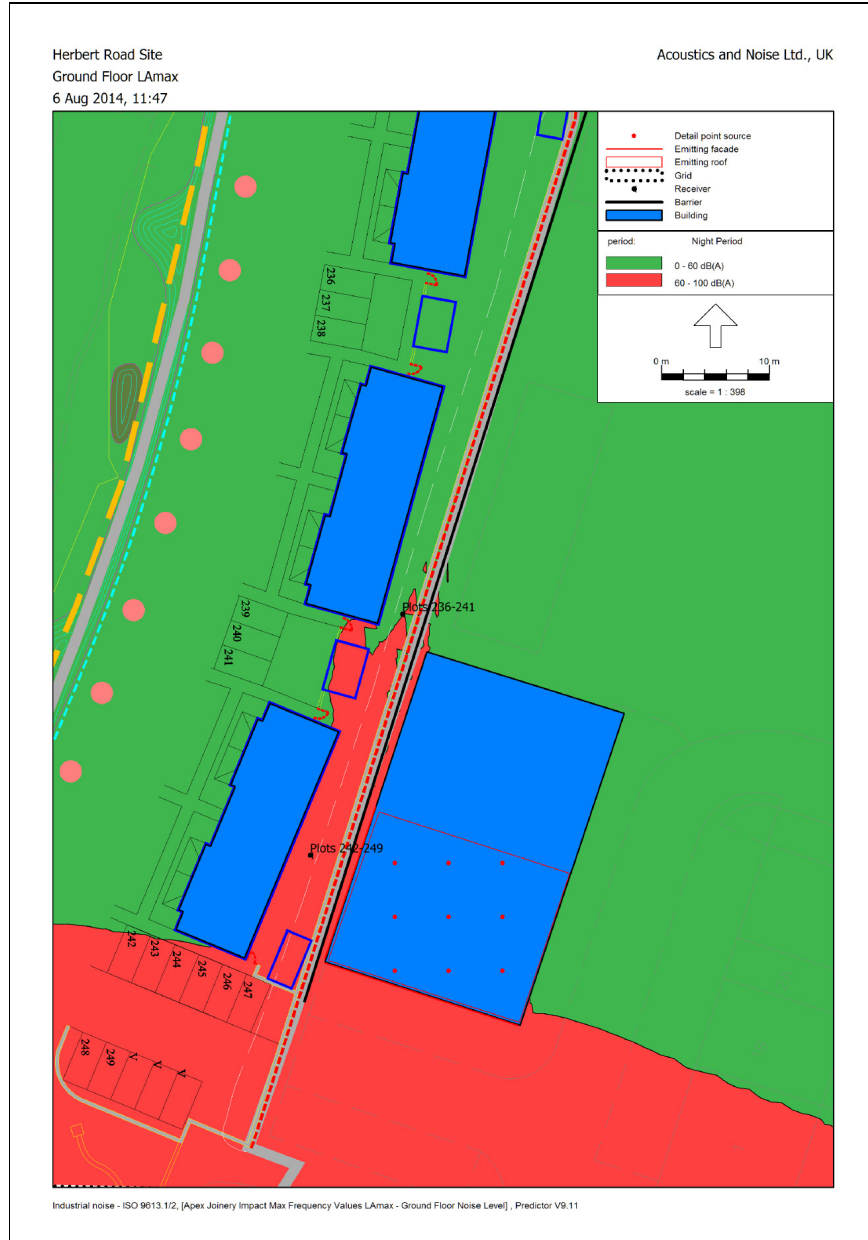 Herbert Road Site
Acoustics and Noise Ltd., UK
Ground Floor LAmax
6 Aug 2014, 11:47
Detail point source
Emitting facade
Emitting roof
Grid
Receiver
Barrier
Building
period: Night Period
0 - 60 dB(A)
60 - 100 dB(A)
0 m 10 m
scale = 1 : 398
236
237
238
Plots 236-241
239
240
241
Plots 242-249
242
243
244
245
246
247
248
249
V
V
V
Industrial noise - ISO 9613.1/2, [Apex Joinery Impact Max Frequency Values LAmax - Ground Floor Noise Level] , Predictor V9.11